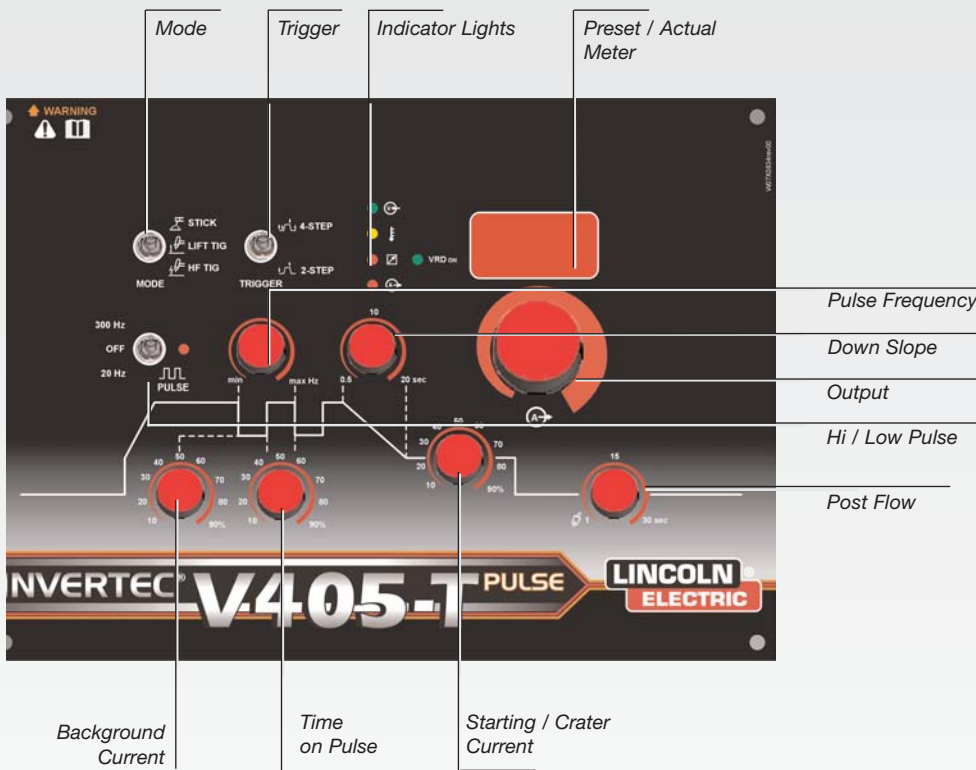 Mode
Trigger
Indicator Lights
Preset / Actual
Meter
WARNING
W07X0834rev00
STICK
LIFT TIG
HF TIG
MODE
4-STEP
2-STEP
TRIGGER
V
VRD ON
A
300 Hz
OFF
20 Hz
PULSE
min
max Hz
10
0.5
20 sec
A
Pulse Frequency
Down Slope
Output
Hi / Low Pulse
Post Flow
10 20 30 40 50 60 70 80 90%
10 20 30 40 50 60 70 80 90%
10 20 30 40 50 60 70 80 90%
1 15 30 sec
INVERTEC® V405-T PULSE
LINCOLN ®
ELECTRIC
Background
Current
Time
on Pulse
Starting / Crater
Current